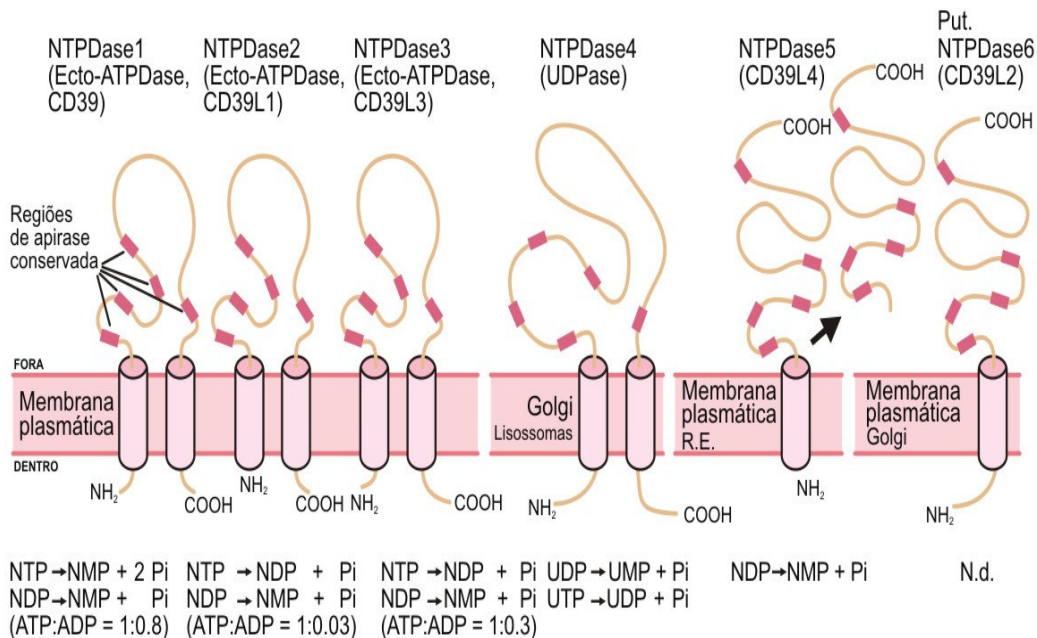 NTPDase1
(Ecto-ATPDase,
CD39)
NTPDase2
(Ecto-ATPDase,
CD39L1)
NTPDase3
(Ecto-ATPDase,
CD39L3)
NTPDase4
(UDPase)
NTPDase5
(CD39L4)
Put.
NTPDase6
(CD39L2)
COOH
COOH
COOH
Regiões
de apirase
conservada
FORA
Membrana
plasmática
DENTRO
Golgi
Lisossomas
Membrana
plasmática
R.E.
Membrana
plasmática
Golgi
NH2
COOH
NH2
COOH
NH2
COOH
NH2
COOH
NH2
NH2
NTP → NMP + 2 Pi
NDP → NMP + Pi
(ATP:ADP = 1:0.8)
NTP → NDP + Pi
NDP → NMP + Pi
(ATP:ADP = 1:0.03)
NTP → NDP + Pi
NDP → NMP + Pi
(ATP:ADP = 1:0.3)
UDP → UMP + Pi
UTP → UDP + Pi
NDP → NMP + Pi
N.d.